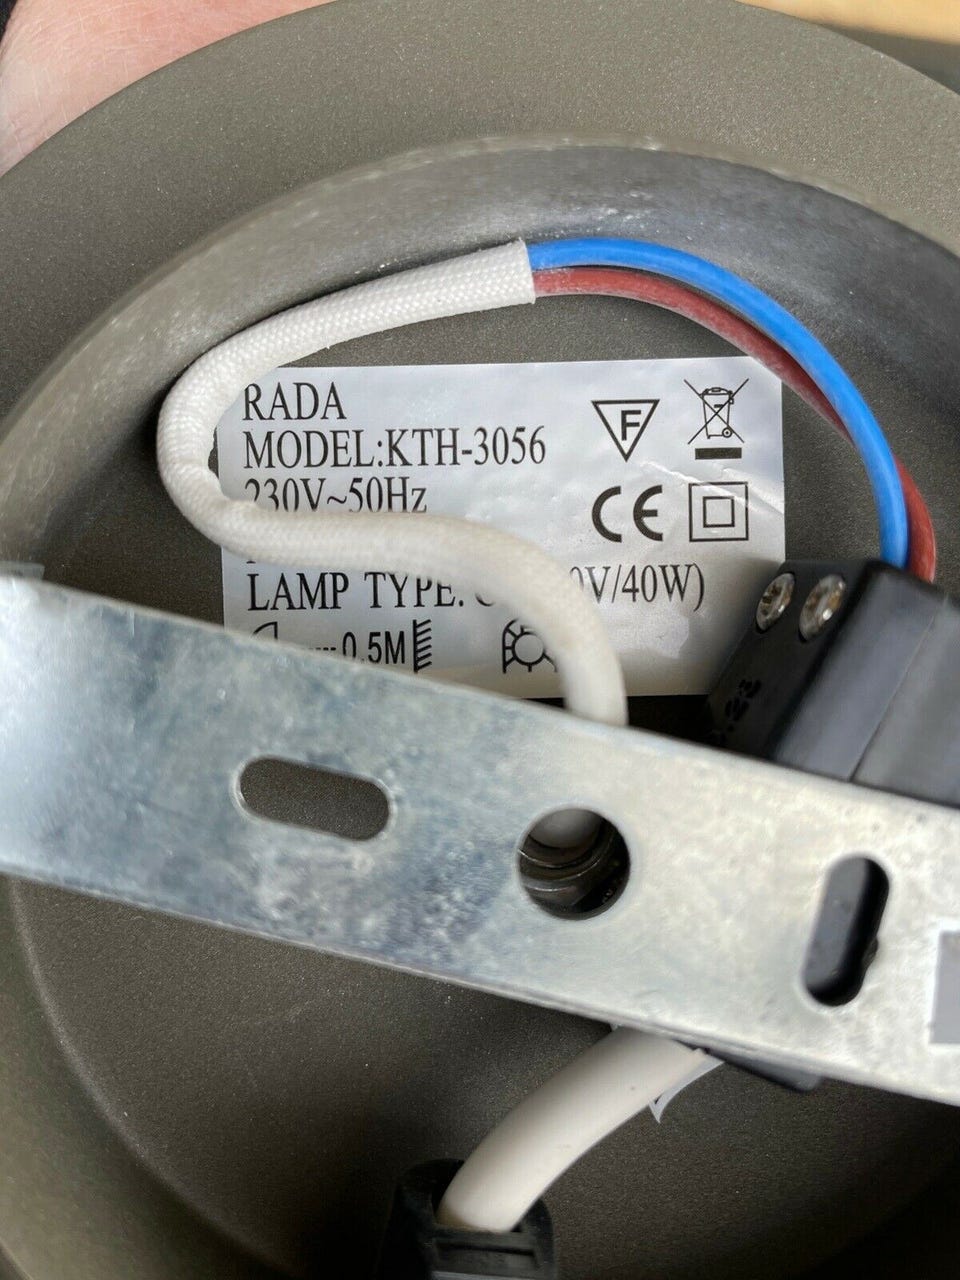 RADA
MODEL:KTH-3056
230V~50Hz
LAMP TYPE: 0V/40W)
0.5M
F
CE